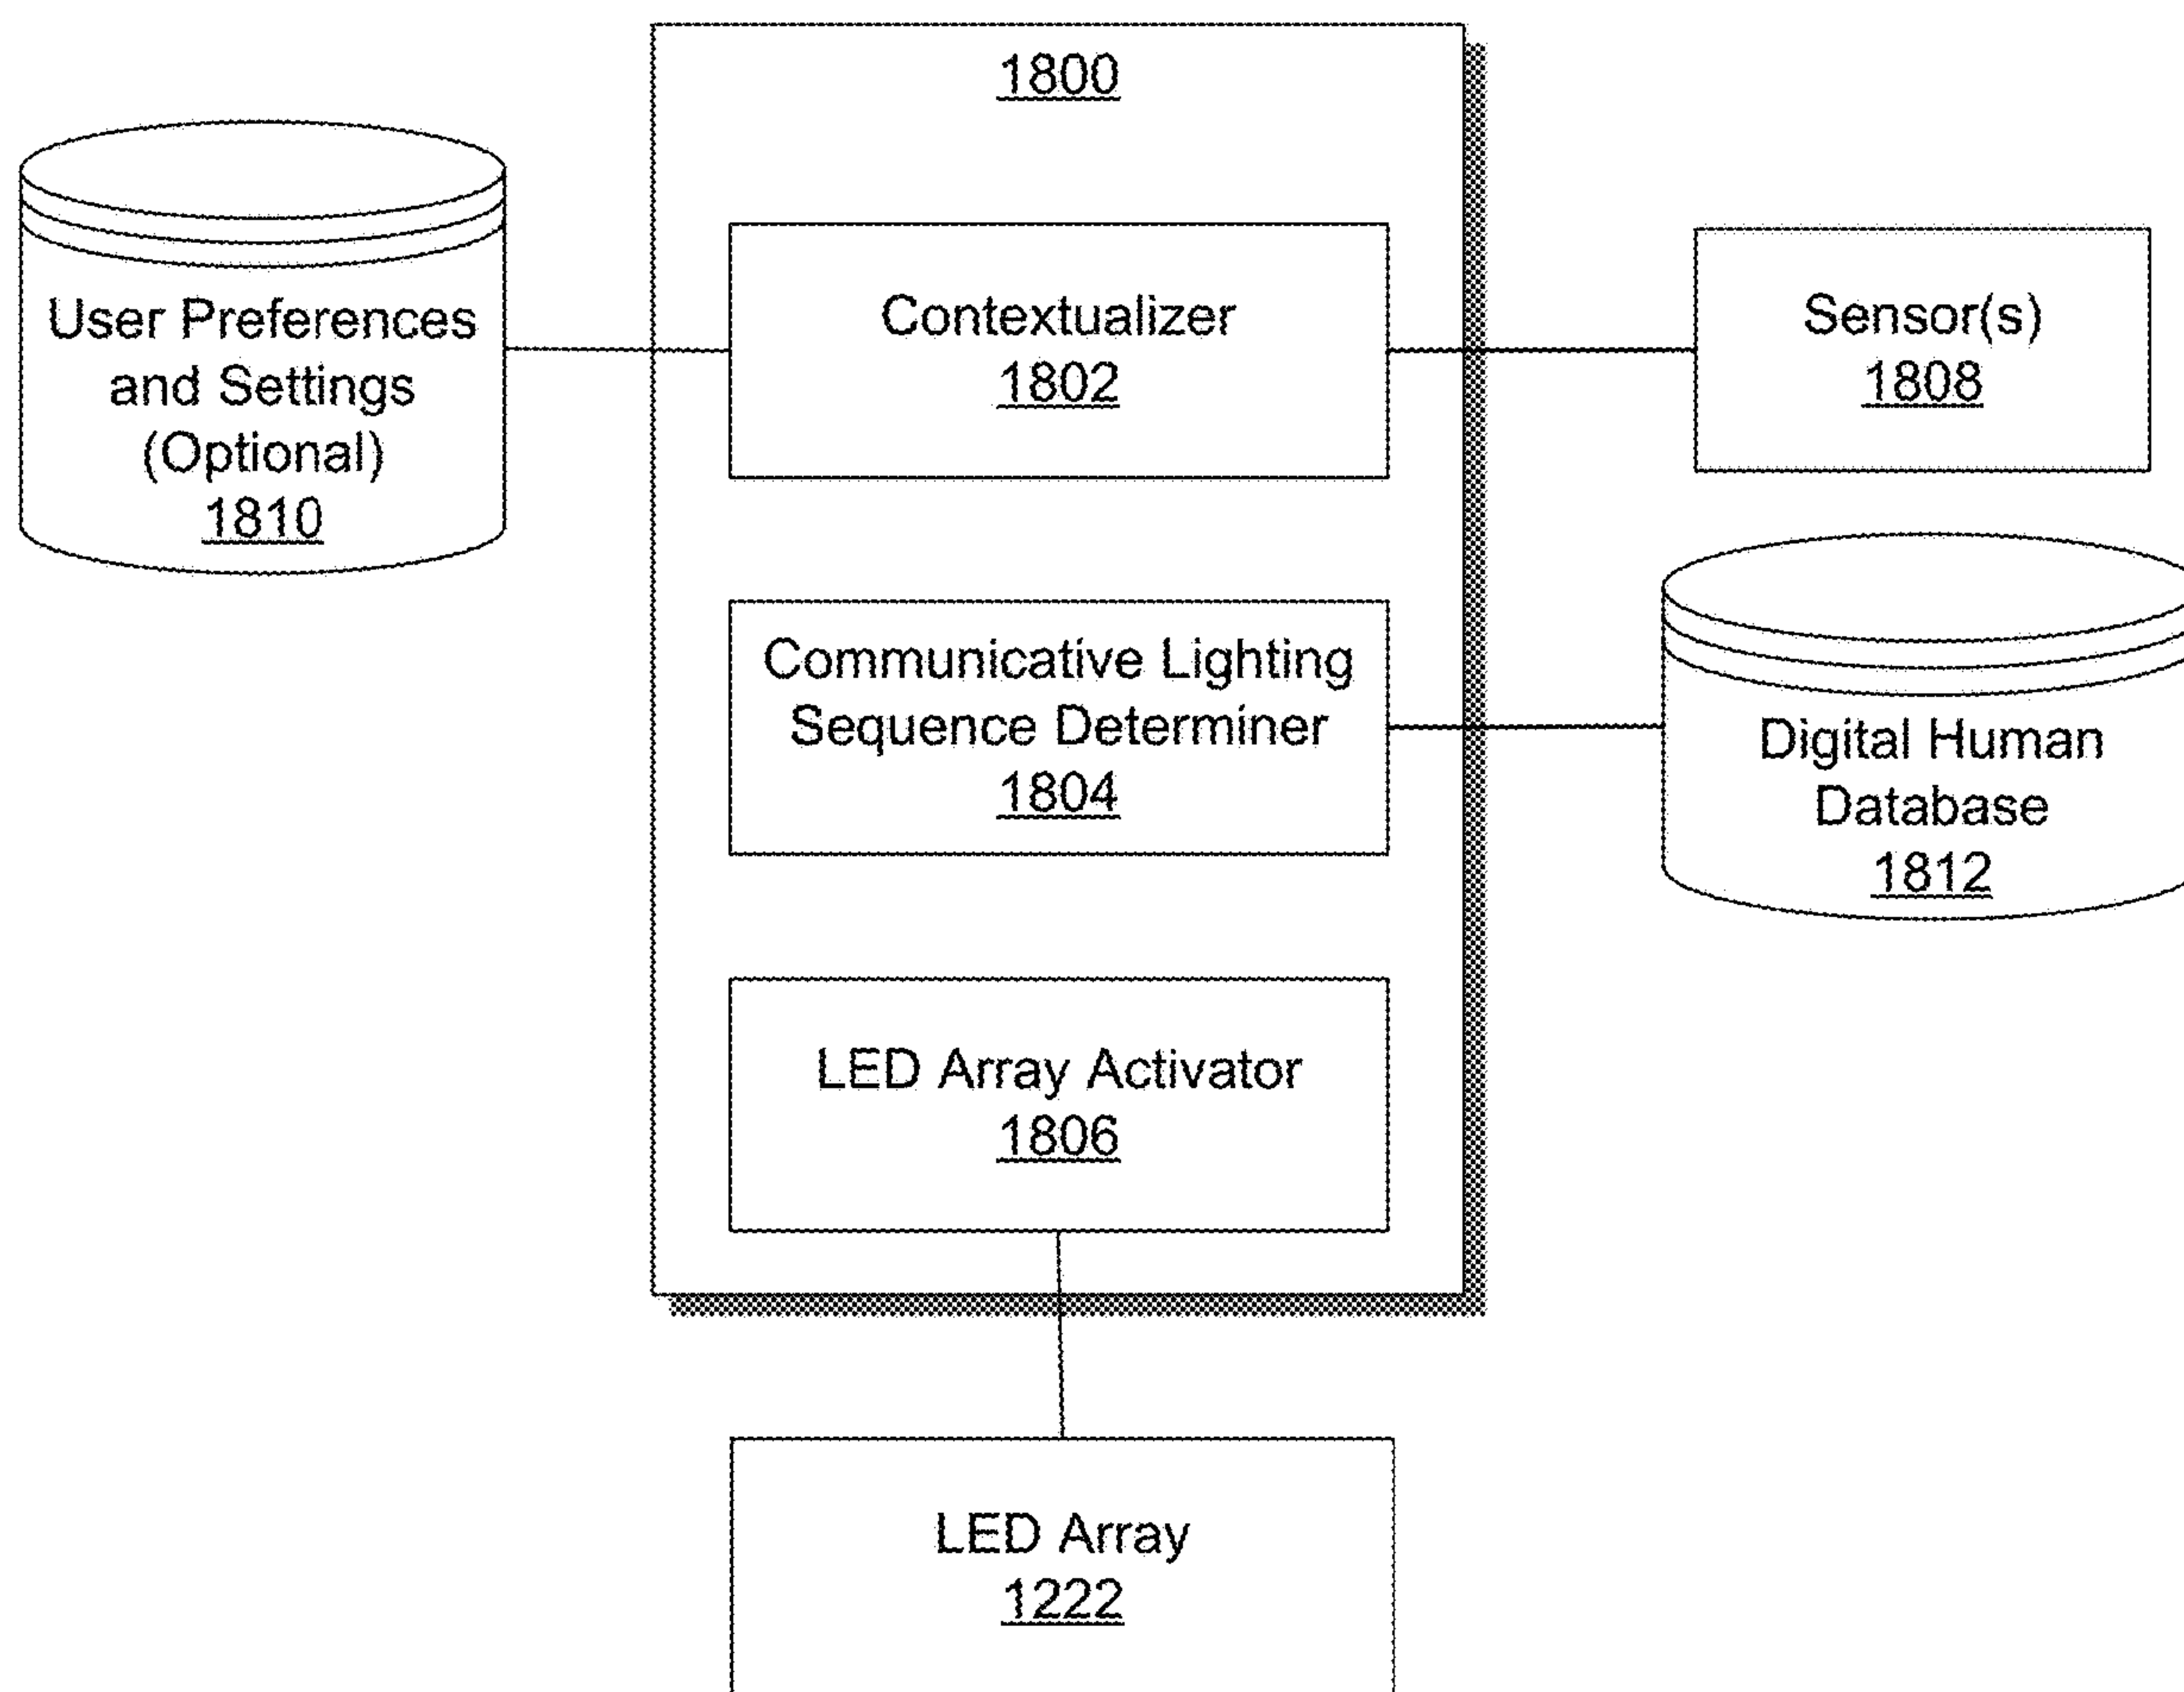 1800
User Preferences
and Settings
(Optional)
1810
Contextualizer
1802
Sensor(s)
1808
Communicative Lighting
Sequence Determiner
1804
Digital Human
Database
1812
LED Array Activator
1806
LED Array
1222